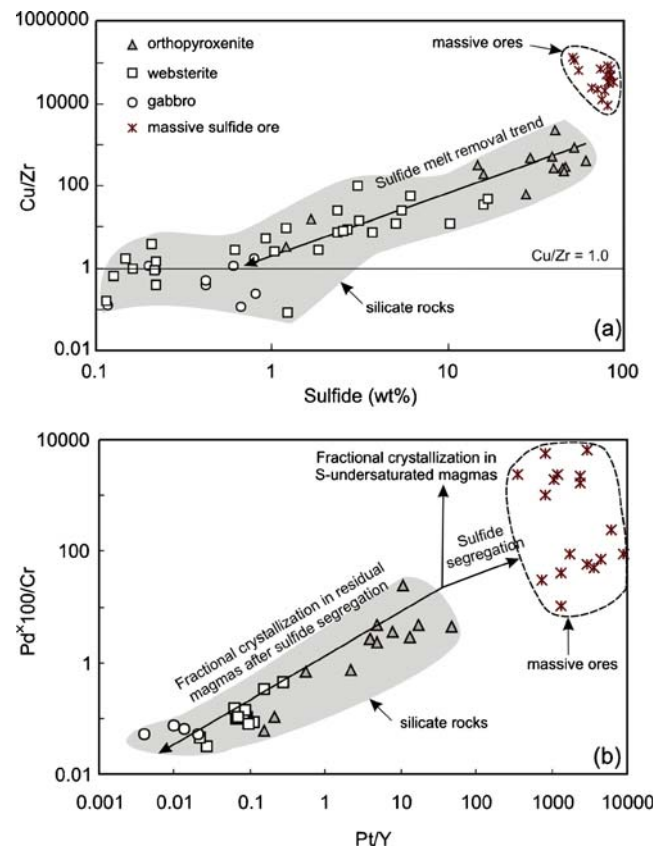 1000000
10000
100
1
0.01
Cu/Zr
orthopyroxenite
websterite
gabbro
massive sulfide ore
massive ores
Sulfide melt removal trend
Cu/Zr = 1.0
silicate rocks
(a)
0.1
1
10
100
Sulfide (wt%)
10000
100
1
0.01
Pd×100/Cr
Fractional crystallization in
S-undersaturated magmas
Sulfide
segregation
Fractional crystallization in residual
magmas after sulfide segregation
silicate rocks
massive ores
(b)
0.001
0.01
0.1
1
10
100
1000
10000
Pt/Y